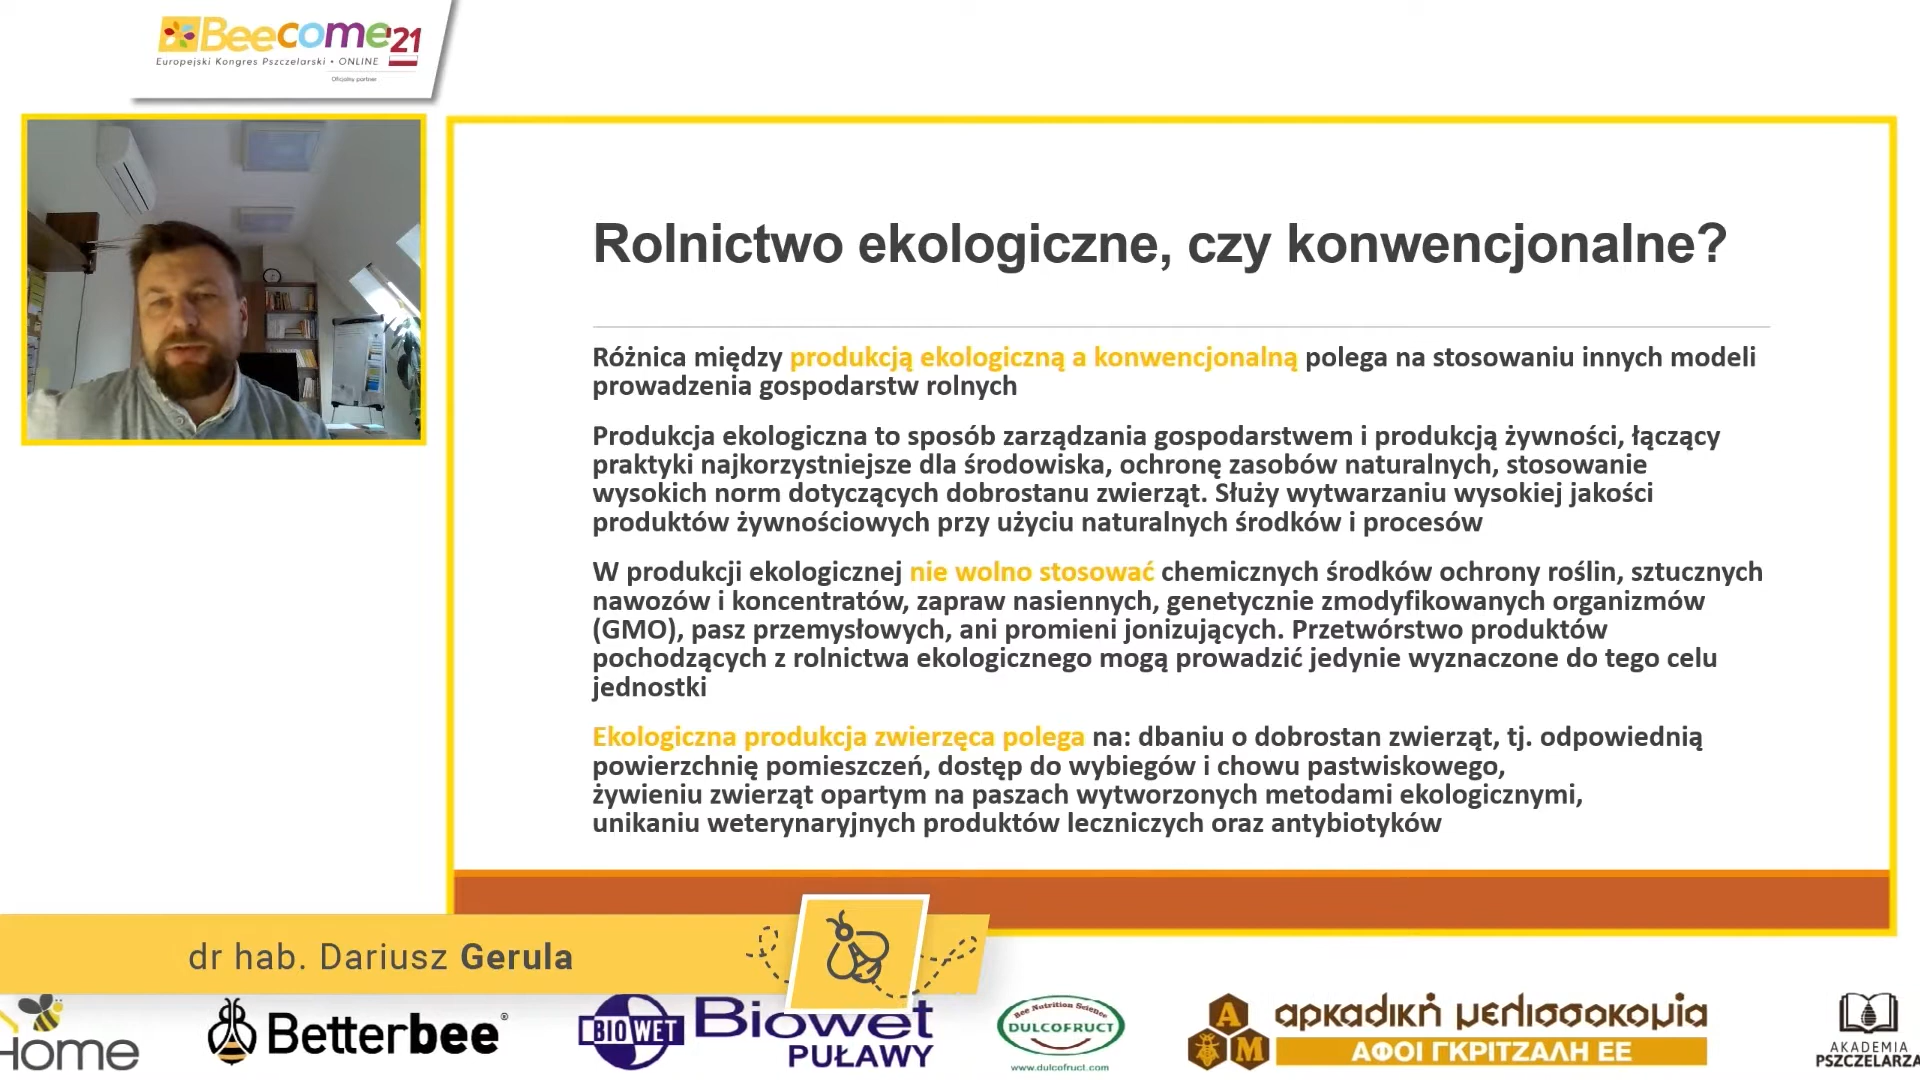 Beecome'21
Europejski Kongres Pszczelarski • ONLINE
Oficjalny partner
Rolnictwo ekologiczne, czy konwencjonalne?
Różnica między produkcją ekologiczną a konwencjonalną polega na stosowaniu innych modeli
prowadzenia gospodarstw rolnych
Produkcja ekologiczna to sposób zarządzania gospodarstwem i produkcją żywności, łączący
praktyki najkorzystniejsze dla środowiska, ochronę zasobów naturalnych, stosowanie
wysokich norm dotyczących dobrostanu zwierząt. Służy wytwarzaniu wysokiej jakości
produktów żywnościowych przy użyciu naturalnych środków i procesów
W produkcji ekologicznej nie wolno stosować chemicznych środków ochrony roślin, sztucznych
nawozów i koncentratów, zapraw nasiennych, genetycznie zmodyfikowanych organizmów
(GMO), pasz przemysłowych, ani promieni jonizujących. Przetwórstwo produktów
pochodzących z rolnictwa ekologicznego mogą prowadzić jedynie wyznaczone do tego celu
jednostki
Ekologiczna produkcja zwierzęca polega na: dbaniu o dobrostan zwierząt, tj. odpowiednią
powierzchnię pomieszczeń, dostęp do wybiegów i chowu pastwiskowego,
żywieniu zwierząt opartym na paszach wytworzonych metodami ekologicznymi,
unikaniu weterynaryjnych produktów leczniczych oraz antybiotyków
dr hab. Dariusz Gerula
Home
Betterbee®
BIOWET
Biowet
PUŁAWY
Bee Nutrition Science
DULCOFRUCT
www.dulcofruct.com
A
M
αρκαδική μελισσοκομία
ΑΦΟΙ ΓΚΡΙΤΖΑΛΗ ΕΕ
AKADEMIA
PSZCZELARZA